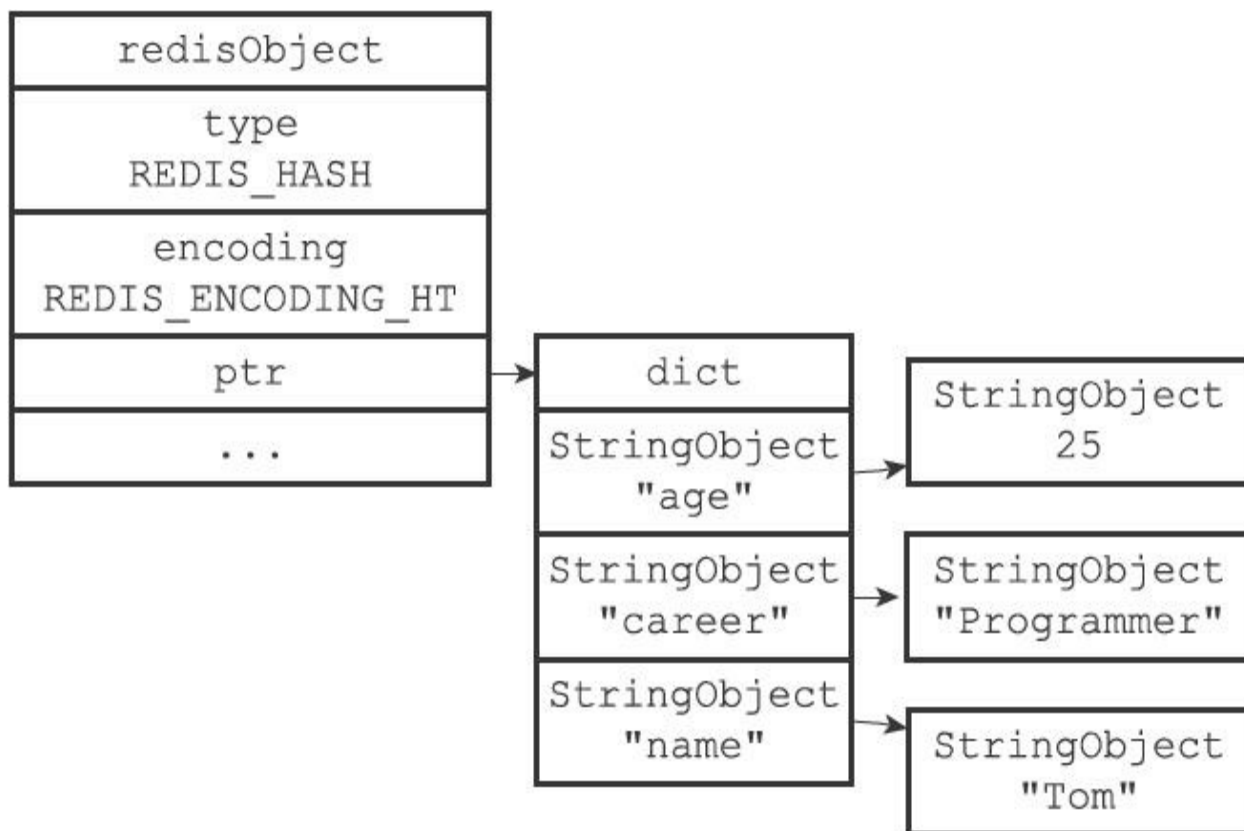 redisObject
type
REDIS_HASH
encoding
REDIS_ENCODING_HT
ptr
...
dict
StringObject
"age"
StringObject
"career"
StringObject
"name"
StringObject
25
StringObject
"Programmer"
StringObject
"Tom"